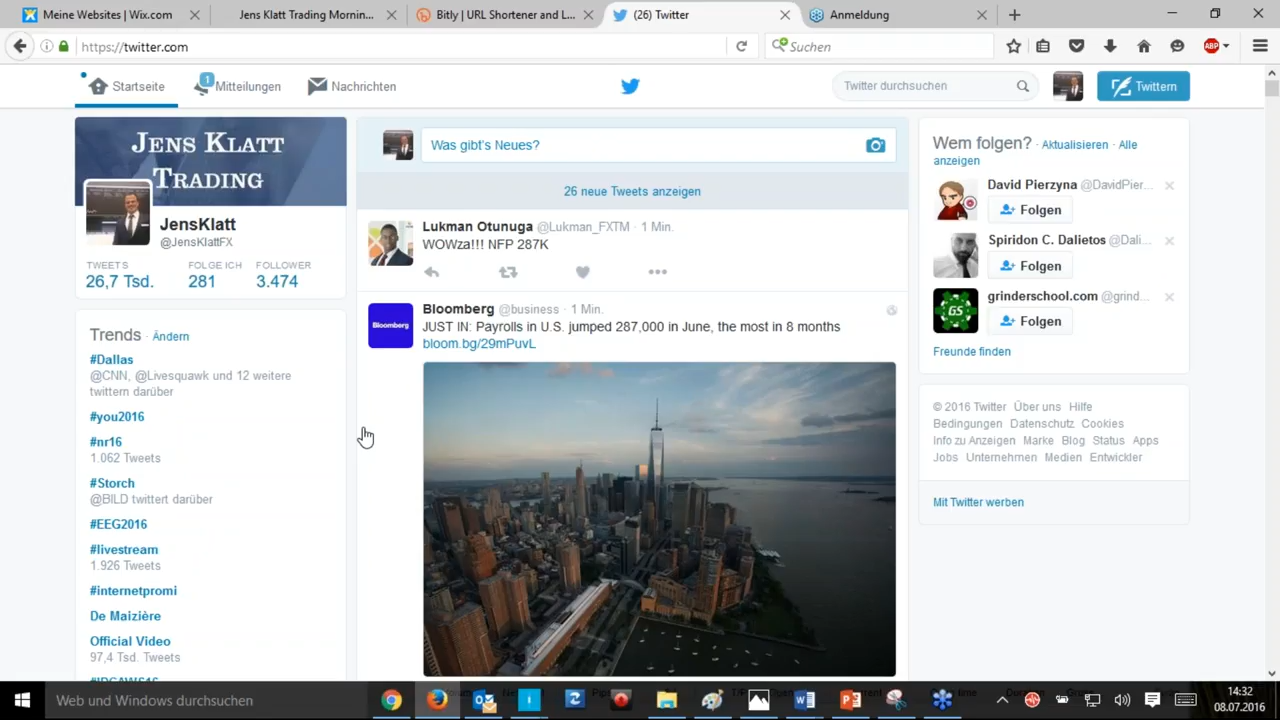 Meine Websites | Wix.com
Jens Klatt Trading Mornin...
Bitly | URL Shortener and L...
(26) Twitter
Anmeldung
https://twitter.com
Suchen
ABP
Startseite
1
Mitteilungen
Nachrichten
Twitter durchsuchen
Twittern
JENS KLATT
TRADING
JensKlatt
@JensKlattFX
TWEETS FOLGE ICH FOLLOWER
26,7 Tsd. 281 3.474
Trends · Ändern
#Dallas
@CNN, @Livesquawk und 12 weitere
twittern darüber
#you2016
#nr16
1.062 Tweets
#Storch
@BILD twittert darüber
#EEG2016
#livestream
1.926 Tweets
#internetpromi
De Maizière
Official Video
97,4 Tsd. Tweets
Was gibt's Neues?
26 neue Tweets anzeigen
Lukman Otunuga @Lukman_FXTM · 1 Min.
WOWza!!! NFP 287K
Bloomberg
Bloomberg @business · 1 Min.
JUST IN: Payrolls in U.S. jumped 287,000 in June, the most in 8 months
bloom.bg/29mPuvL
Wem folgen? · Aktualisieren · Alle
anzeigen
David Pierzyna @DavidPier...
Folgen
Spiridon C. Dalietos @Dali...
Folgen
GS
grinderschool.com @grind...
Folgen
Freunde finden
© 2016 Twitter Über uns Hilfe
Bedingungen Datenschutz Cookies
Info zu Anzeigen Marke Blog Status Apps
Jobs Unternehmen Medien Entwickler
Mit Twitter werben
Web und Windows durchsuchen
14:32
08.07.2016